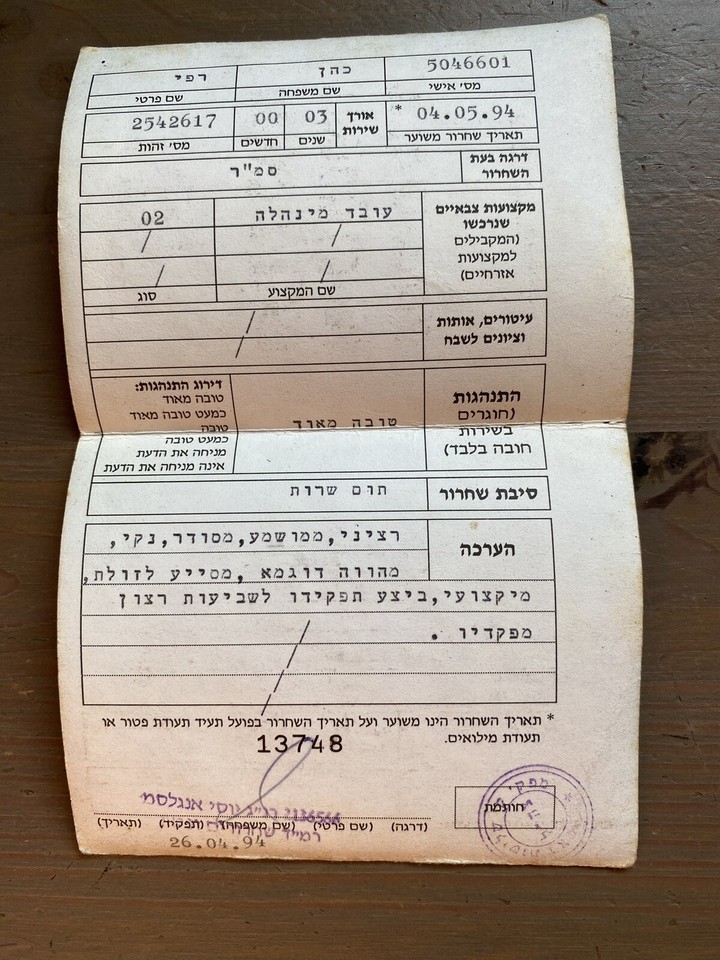 5046601 כהן רפי
מס׳ אישי שם משפחה שם פרטי
* 04.05.94 אורך שירות 03 00 2542617
תאריך שחרור משוער שנים חדשים מס׳ זהות
דרגה בעת השחרור סמ"ר
מקצועות צבאיים עובד מינהלה 02
שנרכשו
(המקבילים
למקצועות
אזרחיים)
שם המקצוע סוג
עיטורים, אותות
וציונים לשבח
התנהגות טובה מאוד דירוג התנהגות:
(חוגרים טובה מאוד
בשירות כמעט טובה מאוד
חובה בלבד) טובה
כמעט טובה
מניחה את הדעת
אינה מניחה את הדעת
סיבת שחרור תום שרות
הערכה רציני,ממושמע,מסודר,נקי,
מהווה דוגמא ,מסייע לזולת,
מיקצועי,ביצע תפקידו לשביעות רצון
מפקדיו .
* תאריך השחרור הינו משוער ועל תאריך השחרור בפועל תעיד תעודת פטור או
תעודת מילואים.
13748
חותמת
יוסי אנגלסמ
(דרגה) (שם פרטי) (שם משפחה) (תפקיד) (תאריך)
רמ"ד
26.04.94